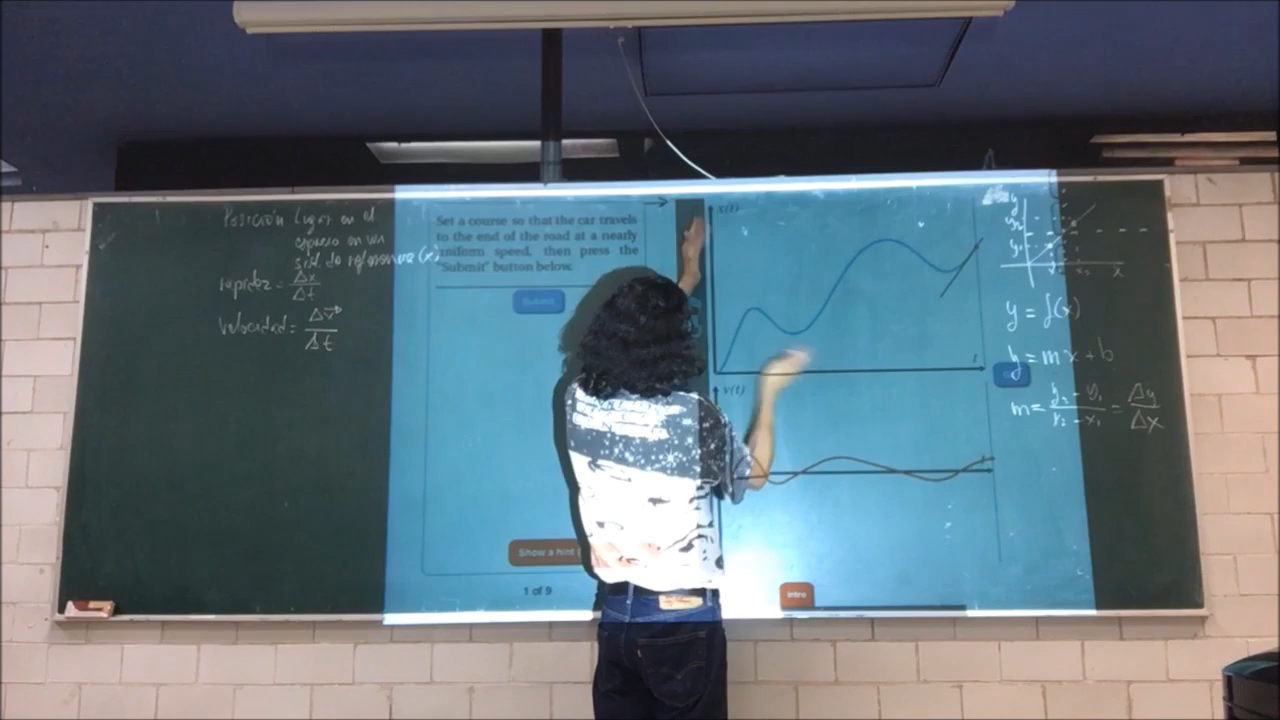 Posición Lugar en el
espacio en un
sist. de referencia (x)
rapidez = Δx
Δt
velocidad =
Δt
Set a course so that the car travels
to the end of the road at a nearly
uniform speed, then press the
"Submit" button below.
Submit
Show a hint
1 of 9
x(t)
t
v(t)
Intro
y
x
y = f(x)
y = mx + b
m = y₂ - y₁ = Δy
x₂ - x₁ Δx